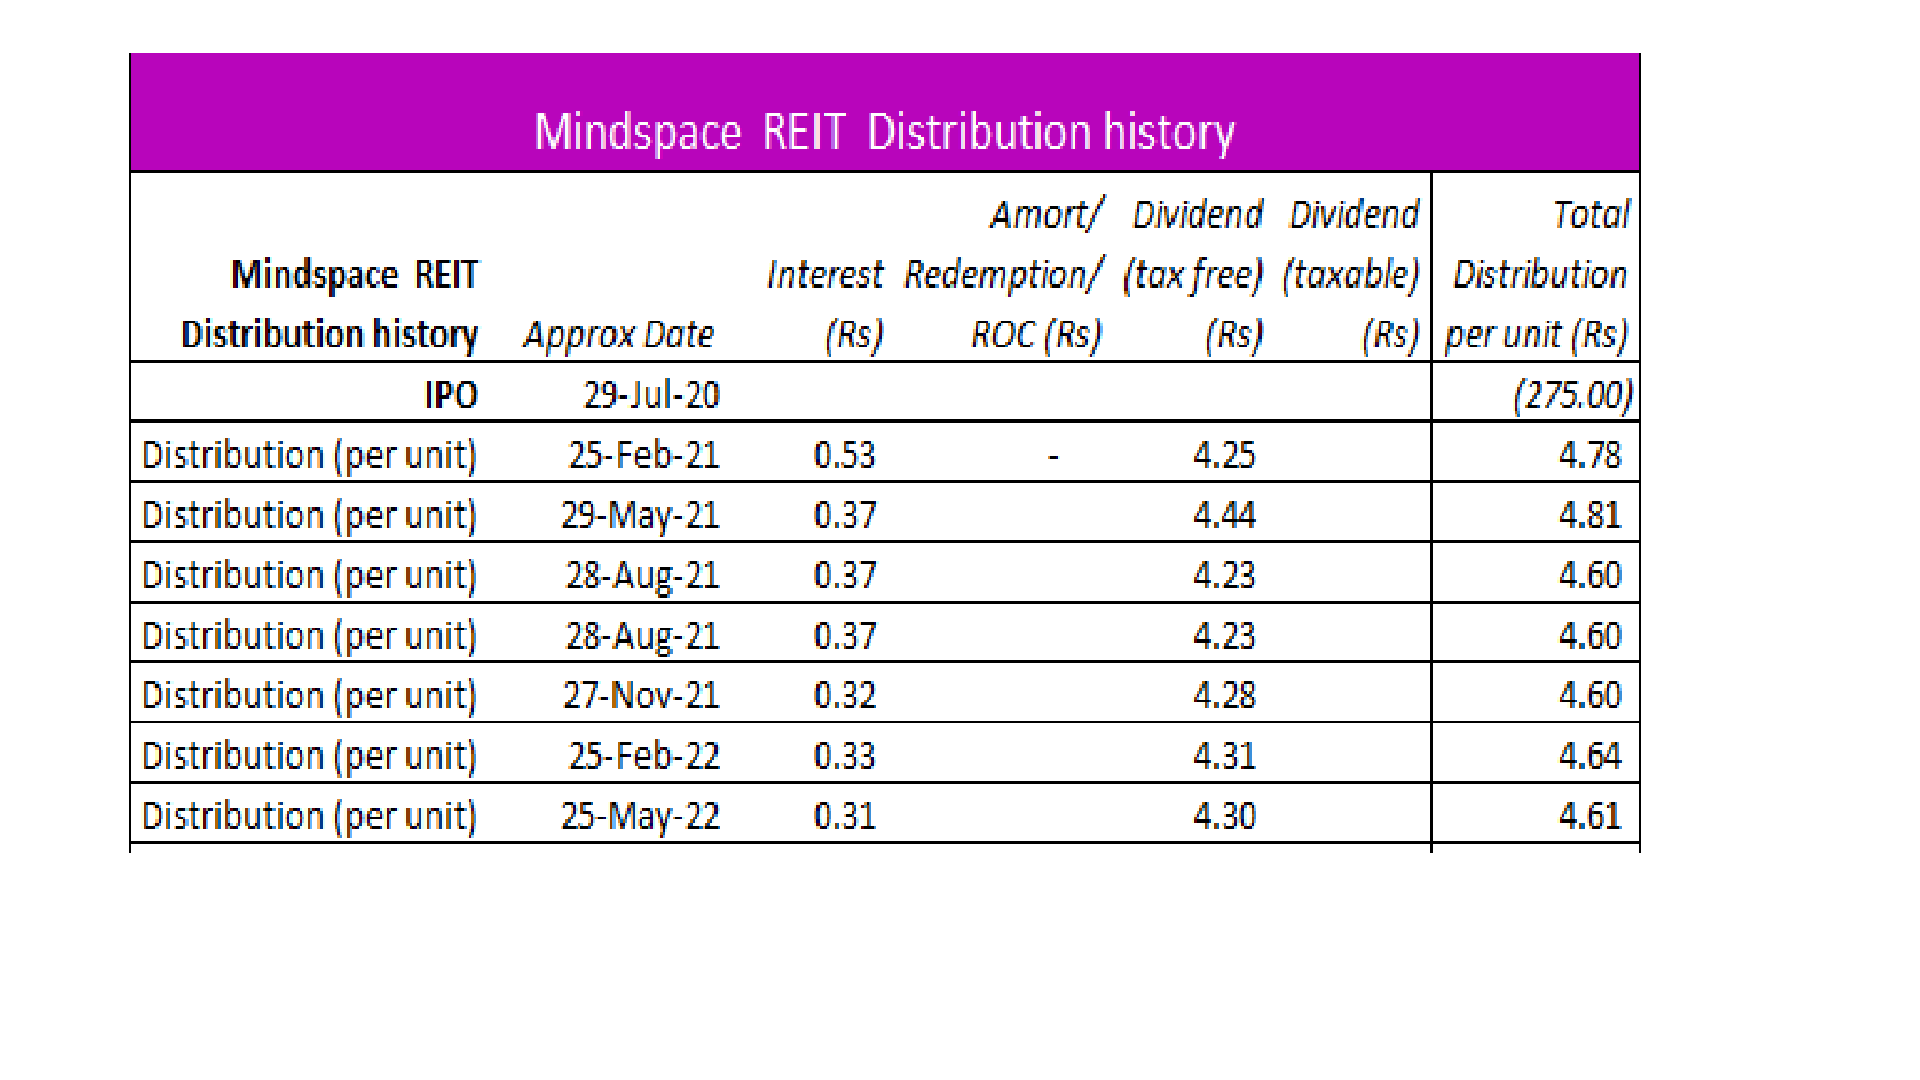 Mindspace REIT Distribution history
Amort/ Dividend Dividend Total
Mindspace REIT Interest Redemption/ (tax free) (taxable) Distribution
Distribution history Approx Date (Rs) ROC (Rs) (Rs) (Rs) per unit (Rs)
IPO 29-Jul-20 (275.00)
Distribution (per unit) 25-Feb-21 0.53 - 4.25 4.78
Distribution (per unit) 29-May-21 0.37 4.44 4.81
Distribution (per unit) 28-Aug-21 0.37 4.23 4.60
Distribution (per unit) 28-Aug-21 0.37 4.23 4.60
Distribution (per unit) 27-Nov-21 0.32 4.28 4.60
Distribution (per unit) 25-Feb-22 0.33 4.31 4.64
Distribution (per unit) 25-May-22 0.31 4.30 4.61